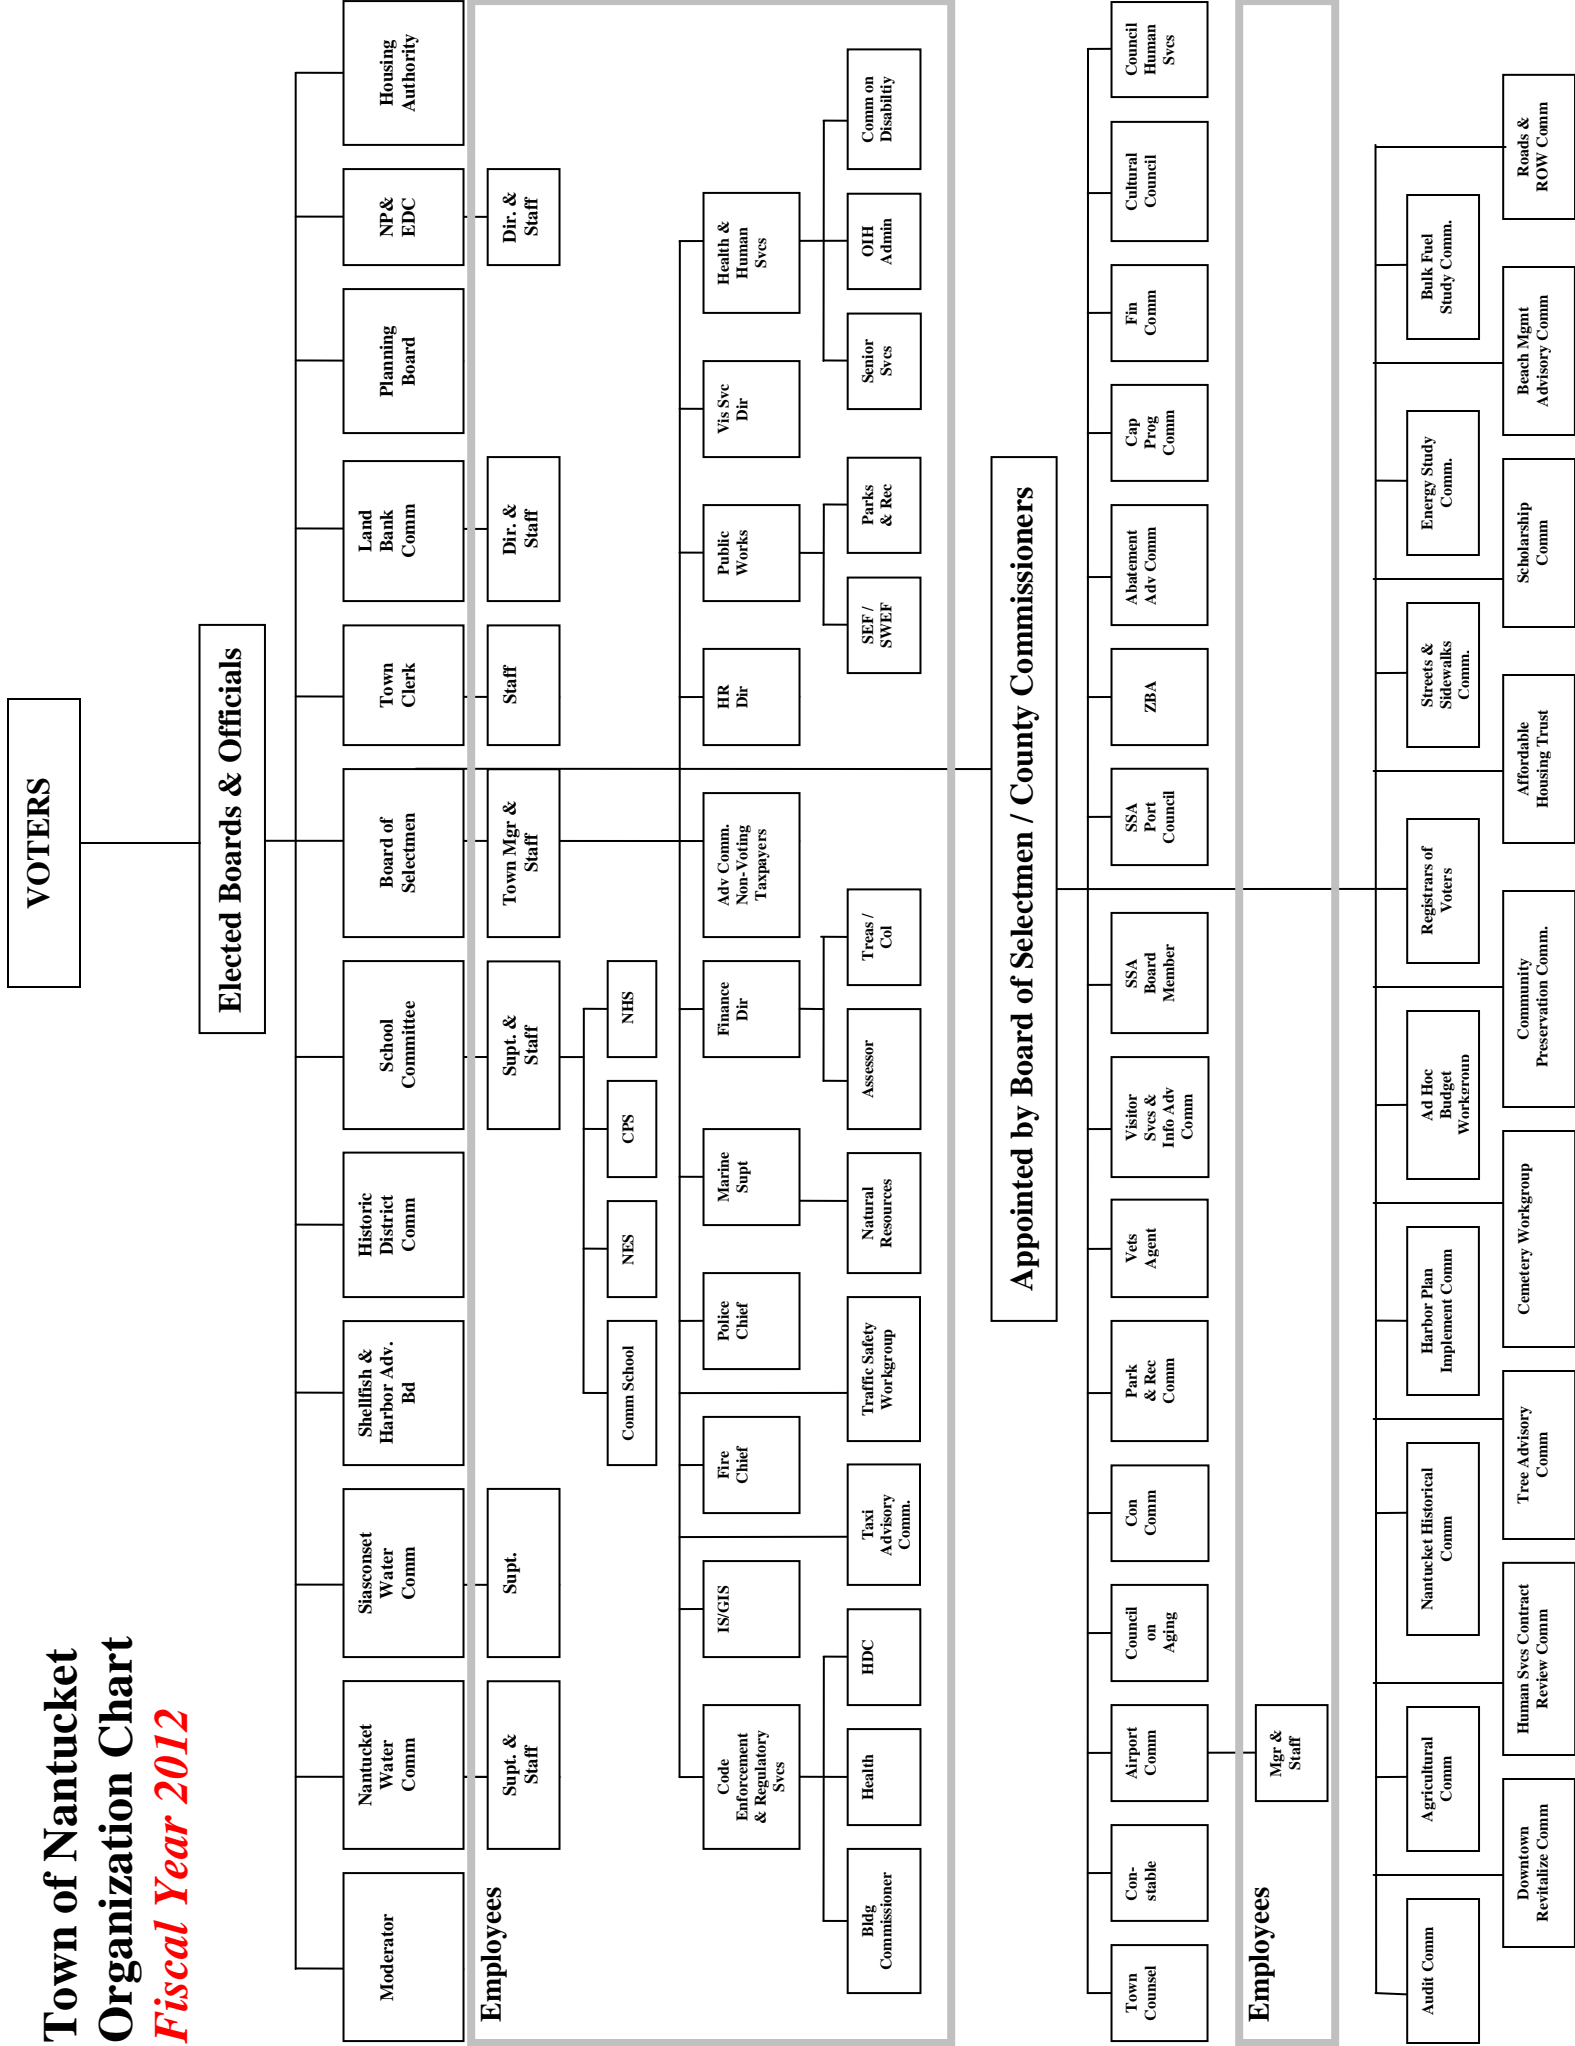 Town of Nantucket
Organization Chart
Fiscal Year 2012
VOTERS
Elected Boards & Officials
Moderator
Nantucket
Water
Comm
Siasconset
Water
Comm
Shellfish &
Harbor Adv.
Bd
Historic
District
Comm
School
Committee
Board of
Selectmen
Town
Clerk
Land
Bank
Comm
Planning
Board
NP&
EDC
Housing
Authority
Employees
Supt. &
Staff
Supt.
Supt. &
Staff
Town Mgr &
Staff
Staff
Dir. &
Staff
Dir. &
Staff
Comm School
NES
CPS
NHS
Code
Enforcement
& Regulatory
Svcs
IS/GIS
Fire
Chief
Police
Chief
Marine
Supt
Finance
Dir
Adv Comm.
Non-Voting
Taxpayers
HR
Dir
Public
Works
Vis Svc
Dir
Health &
Human
Svcs
Bldg
Commissioner
Health
HDC
Taxi
Advisory
Comm.
Traffic Safety
Workgroup
Natural
Resources
Assessor
Treas /
Col
SEF /
SWEF
Parks
& Rec
Senior
Svcs
OIH
Admin
Comm on
Disabiltiy
Appointed by Board of Selectmen / County Commissioners
Town
Counsel
Con-
stable
Airport
Comm
Council
on
Aging
Con
Comm
Park
& Rec
Comm
Vets
Agent
Visitor
Svcs &
Info Adv
Comm
SSA
Board
Member
SSA
Port
Council
ZBA
Abatement
Adv Comm
Cap
Prog
Comm
Fin
Comm
Cultural
Council
Council
Human
Svcs
Employees
Mgr &
Staff
Audit Comm
Agricultural
Comm
Nantucket Historical
Comm
Harbor Plan
Implement Comm
Ad Hoc
Budget
Workgroup
Registrars of
Voters
Streets &
Sidewalks
Comm.
Energy Study
Comm.
Bulk Fuel
Study Comm.
Downtown
Revitalize Comm
Human Svcs Contract
Review Comm
Tree Advisory
Comm
Cemetery Workgroup
Community
Preservation Comm.
Affordable
Housing Trust
Scholarship
Comm
Beach Mgmt
Advisory Comm
Roads &
ROW Comm